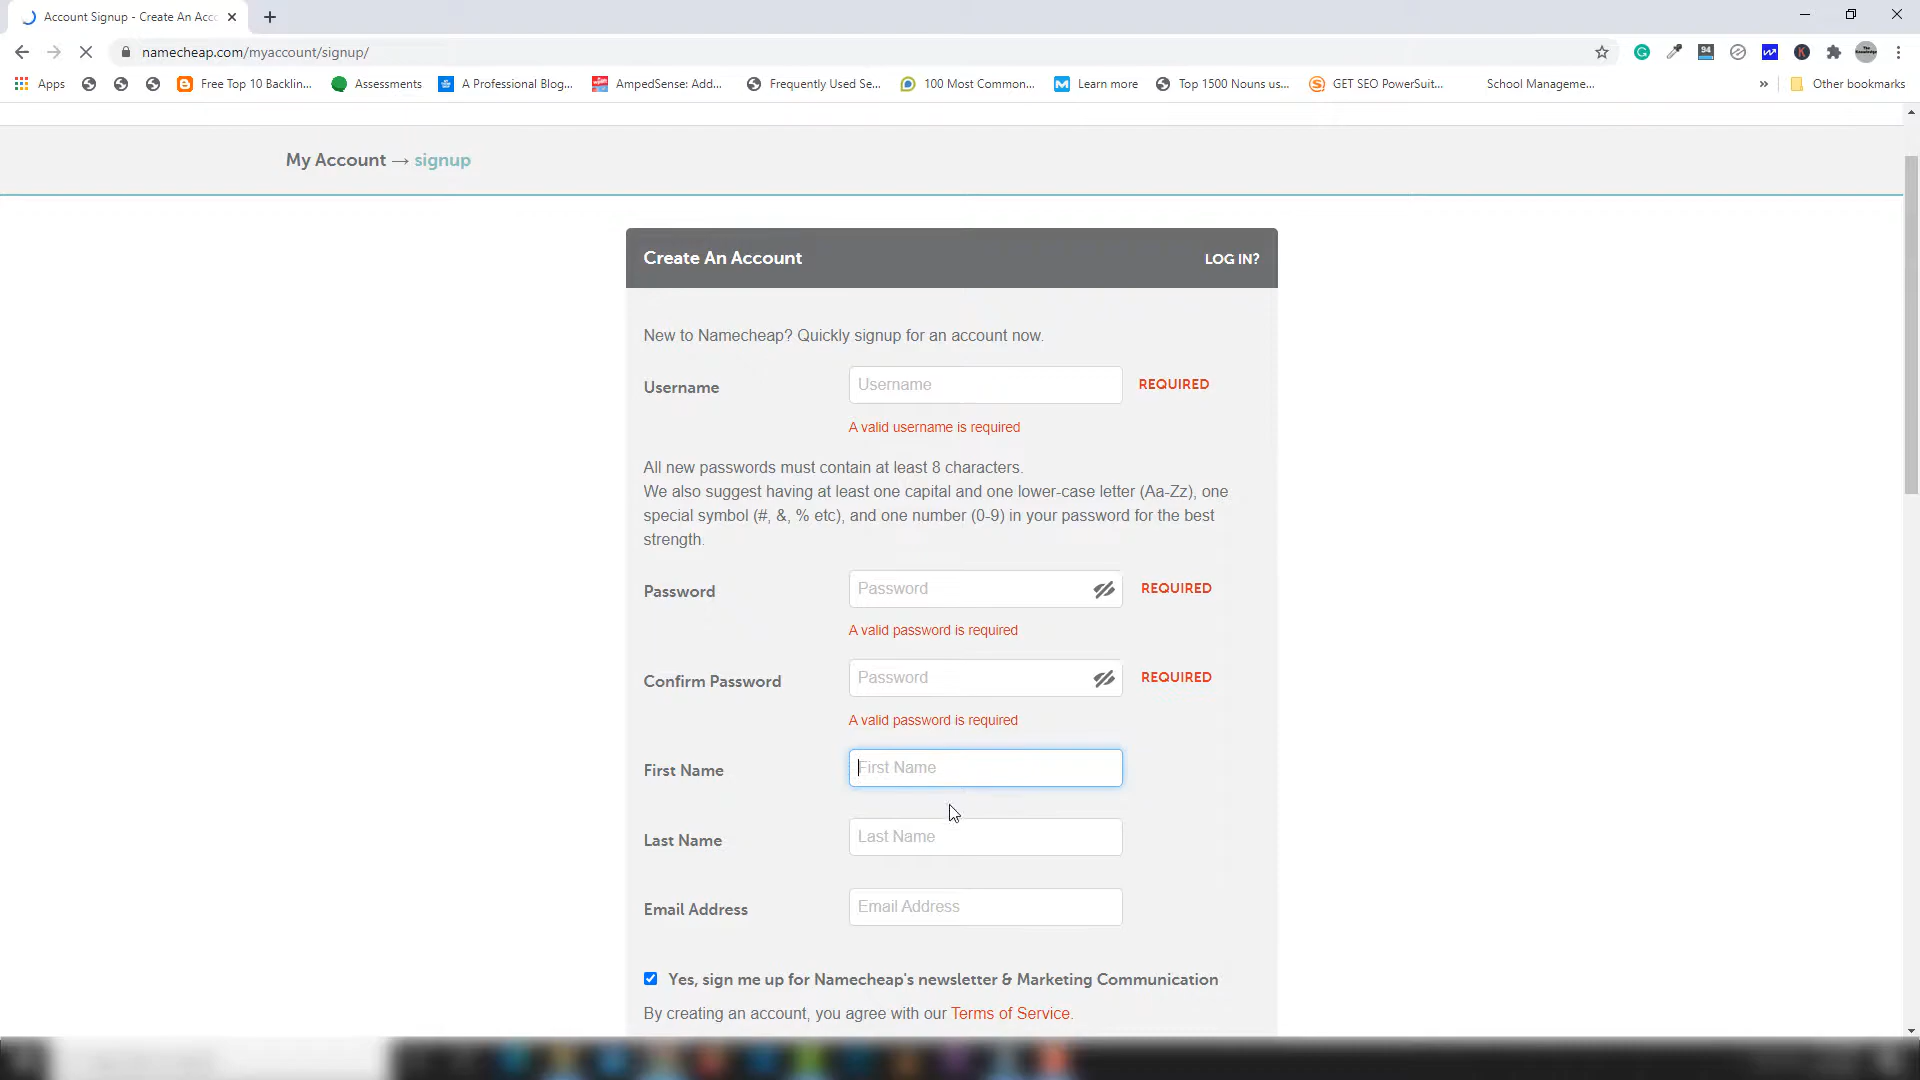 Account Signup - Create An Acc
namecheap.com/myaccount/signup/
94
K
Apps
Free Top 10 Backlin...
Assessments
A Professional Blog...
AmpedSense: Add...
Frequently Used Se...
100 Most Common...
Learn more
Top 1500 Nouns us...
GET SEO PowerSuit...
School Manageme...
»
Other bookmarks
My Account → signup
Create An Account LOG IN?
New to Namecheap? Quickly signup for an account now.
Username Username REQUIRED
A valid username is required
All new passwords must contain at least 8 characters.
We also suggest having at least one capital and one lower-case letter (Aa-Zz), one
special symbol (#, &, % etc), and one number (0-9) in your password for the best
strength.
Password Password REQUIRED
A valid password is required
Confirm Password Password REQUIRED
A valid password is required
First Name First Name
Last Name Last Name
Email Address Email Address
Yes, sign me up for Namecheap's newsletter & Marketing Communication
By creating an account, you agree with our Terms of Service.